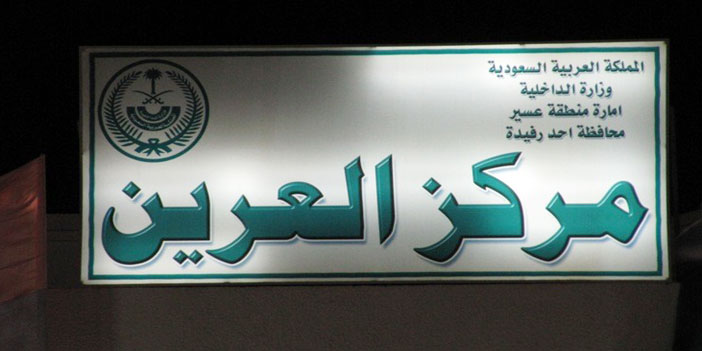 المملكة العربية السعودية
وزارة الداخلية
امارة منطقة عسير
محافظة احد رفيدة
مركز العرين